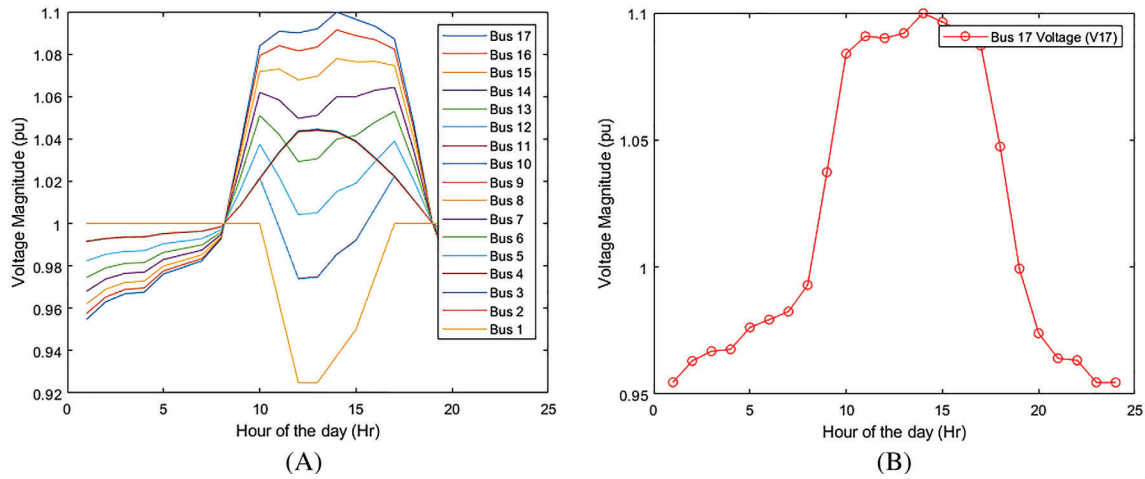 1.1
1.08
1.06
1.04
1.02
1
0.98
0.96
0.94
0.92
Voltage Magnitude (pu)
0
5
10
15
20
25
Hour of the day (Hr)
Bus 17
Bus 16
Bus 15
Bus 14
Bus 13
Bus 12
Bus 11
Bus 10
Bus 9
Bus 8
Bus 7
Bus 6
Bus 5
Bus 4
Bus 3
Bus 2
Bus 1
(A)
1.1
1.05
1
0.95
Voltage Magnitude (pu)
0
5
10
15
20
25
Hour of the day (Hr)
Bus 17 Voltage (V17)
(B)